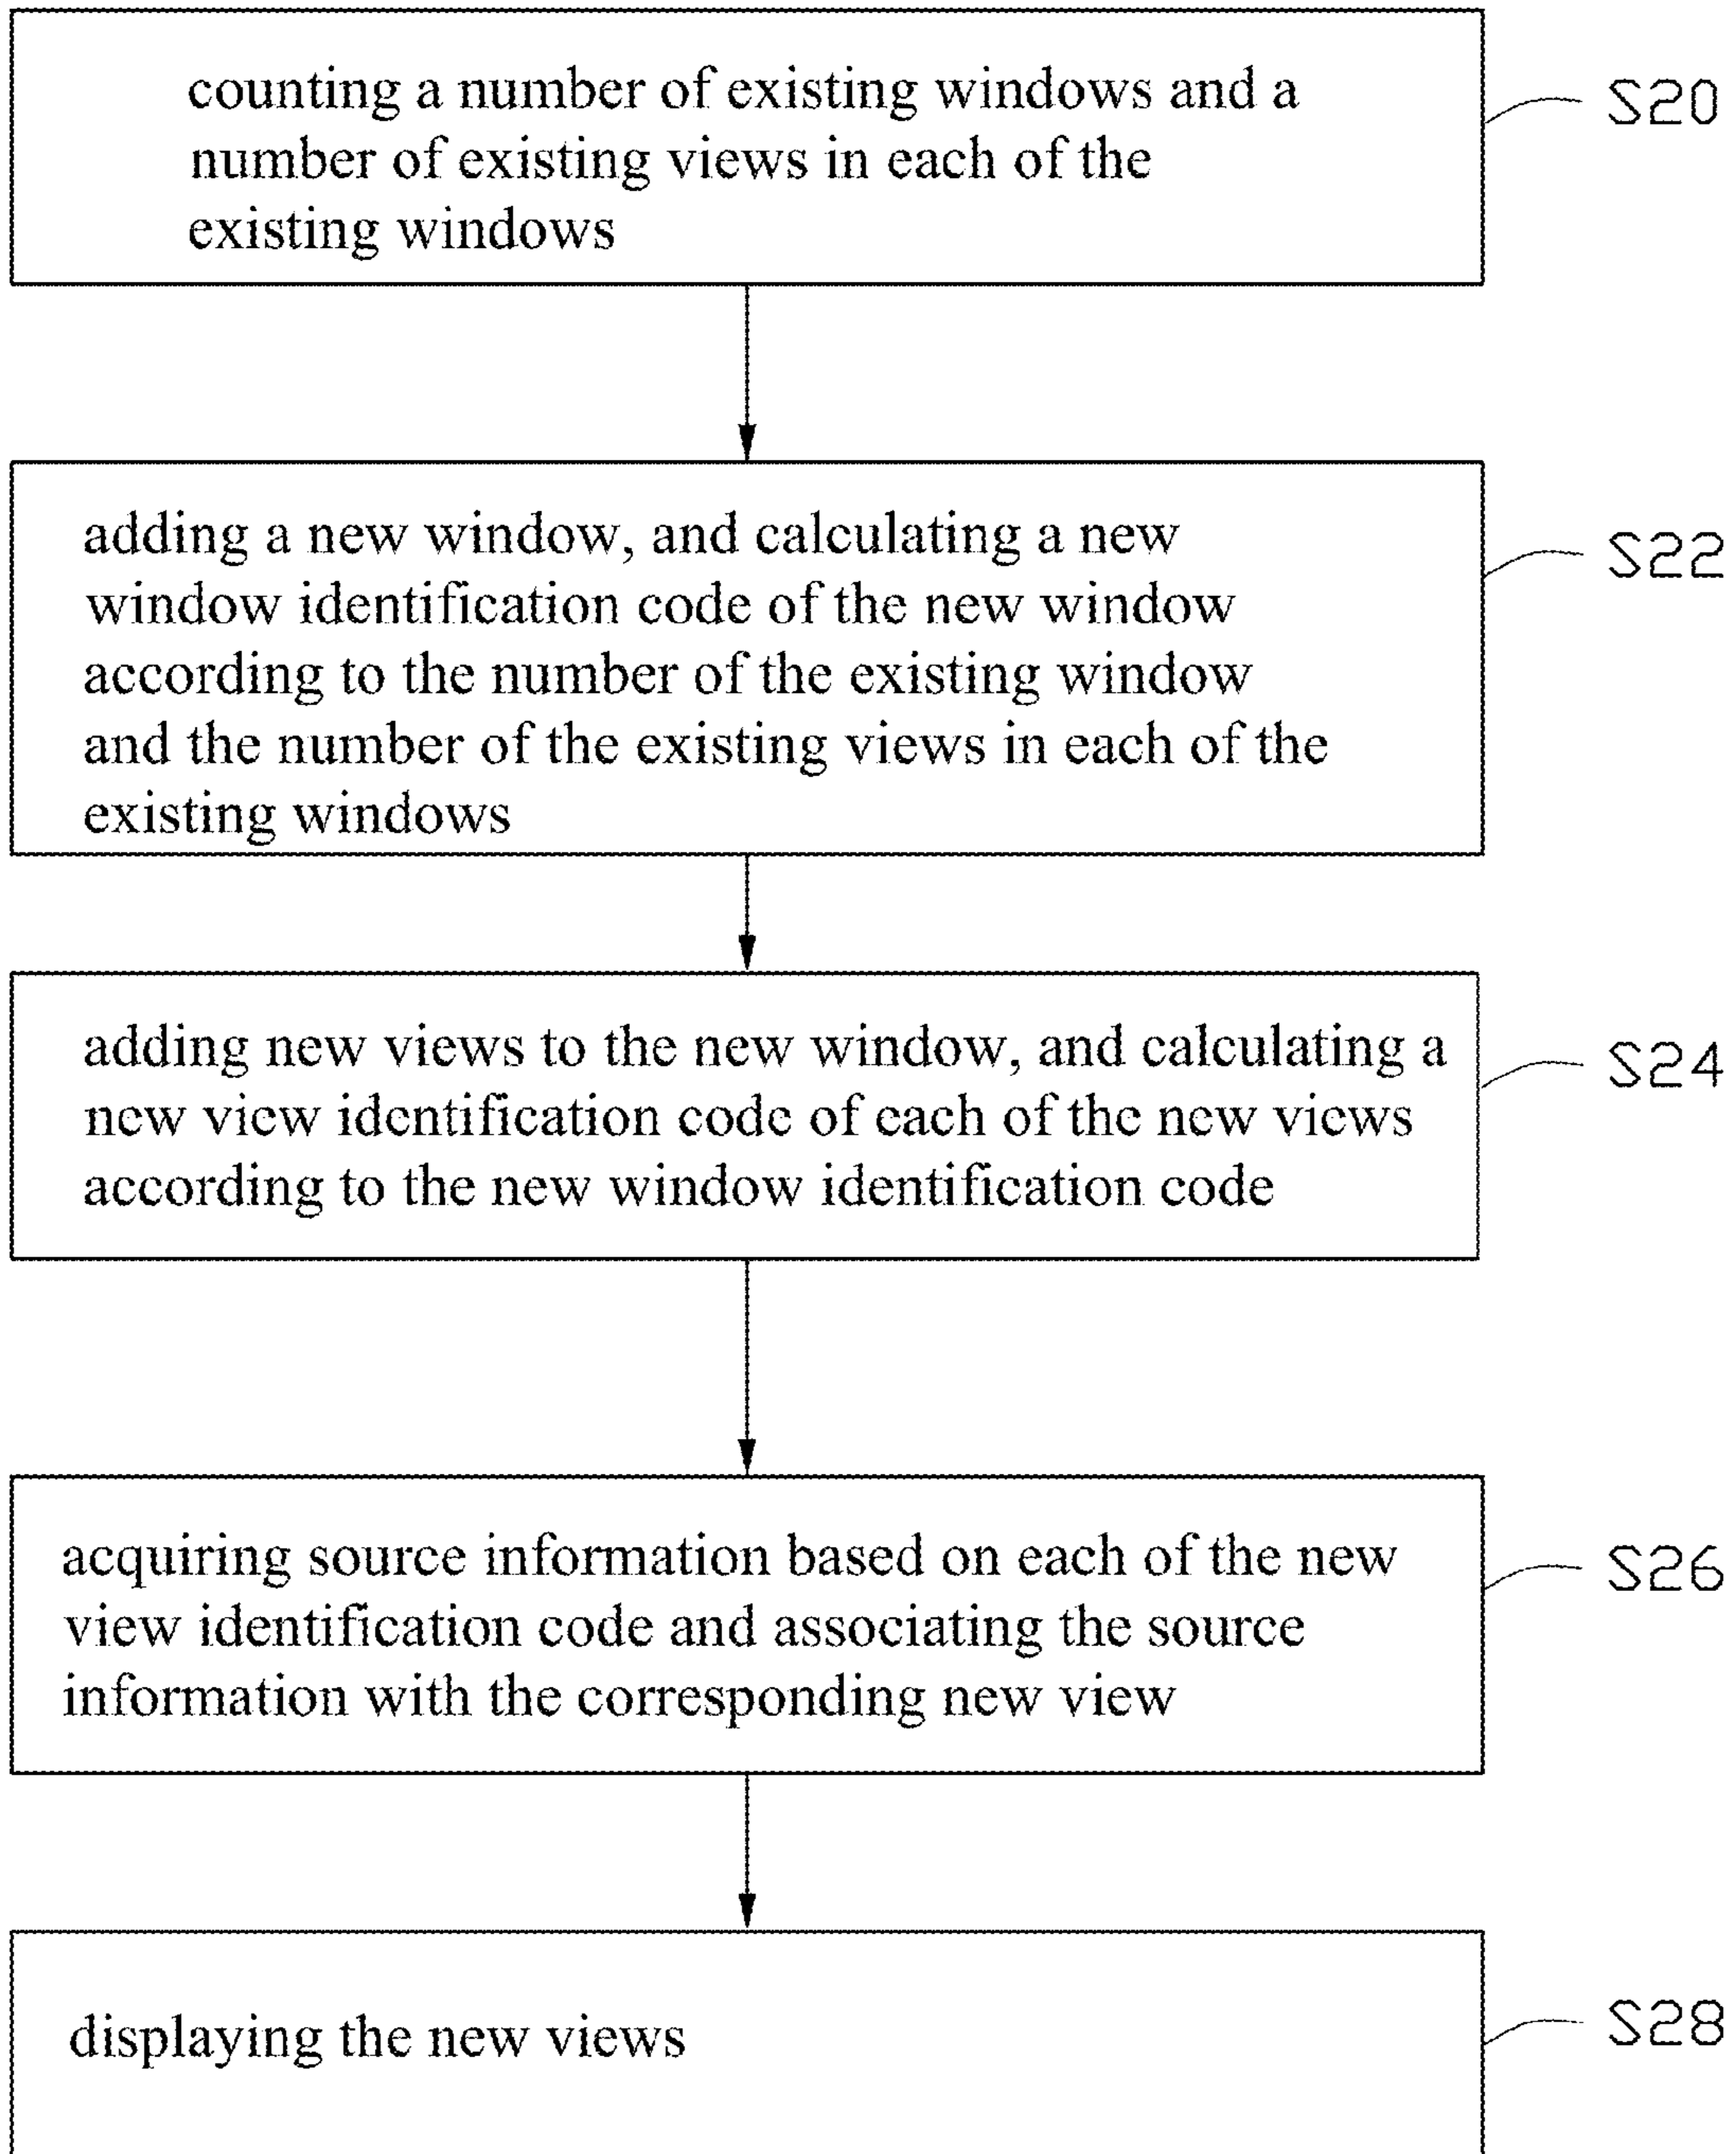 counting a number of existing windows and a
number of existing views in each of the
existing windows
S20
adding a new window, and calculating a new
window identification code of the new window
according to the number of the existing window
and the number of the existing views in each of the
existing windows
S22
adding new views to the new window, and calculating a
new view identification code of each of the new views
according to the new window identification code
S24
acquiring source information based on each of the new
view identification code and associating the source
information with the corresponding new view
S26
displaying the new views
S28